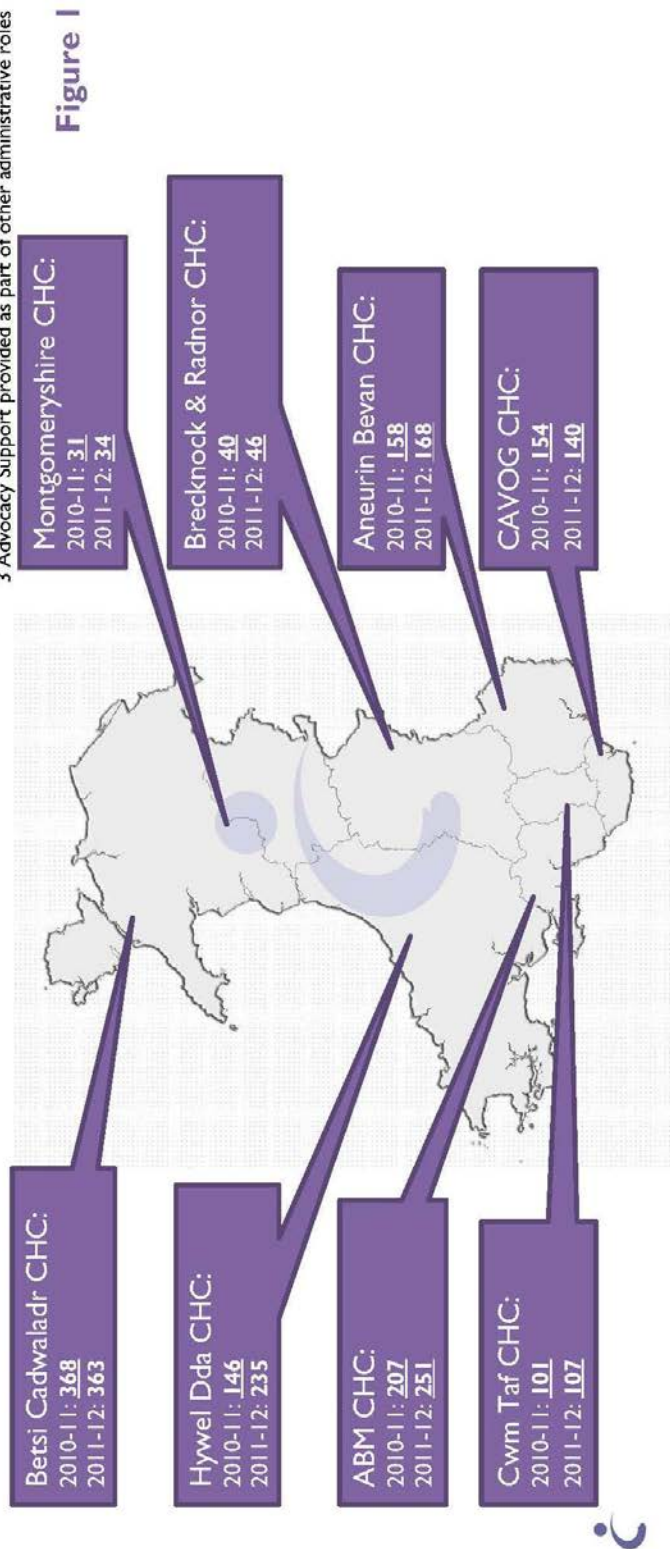 3 Advocacy Support provided as part of other administrative roles
Figure 1
Betsi Cadwaladr CHC:
2010-11: 368
2011-12: 363
Hywel Dda CHC:
2010-11: 146
2011-12: 235
ABM CHC:
2010-11: 207
2011-12: 251
Cwm Taf CHC:
2010-11: 101
2011-12: 107
Montgomeryshire CHC:
2010-11: 31
2011-12: 34
Brecknock & Radnor CHC:
2010-11: 40
2011-12: 46
Aneurin Bevan CHC:
2010-11: 158
2011-12: 168
CAVOG CHC:
2010-11: 154
2011-12: 140